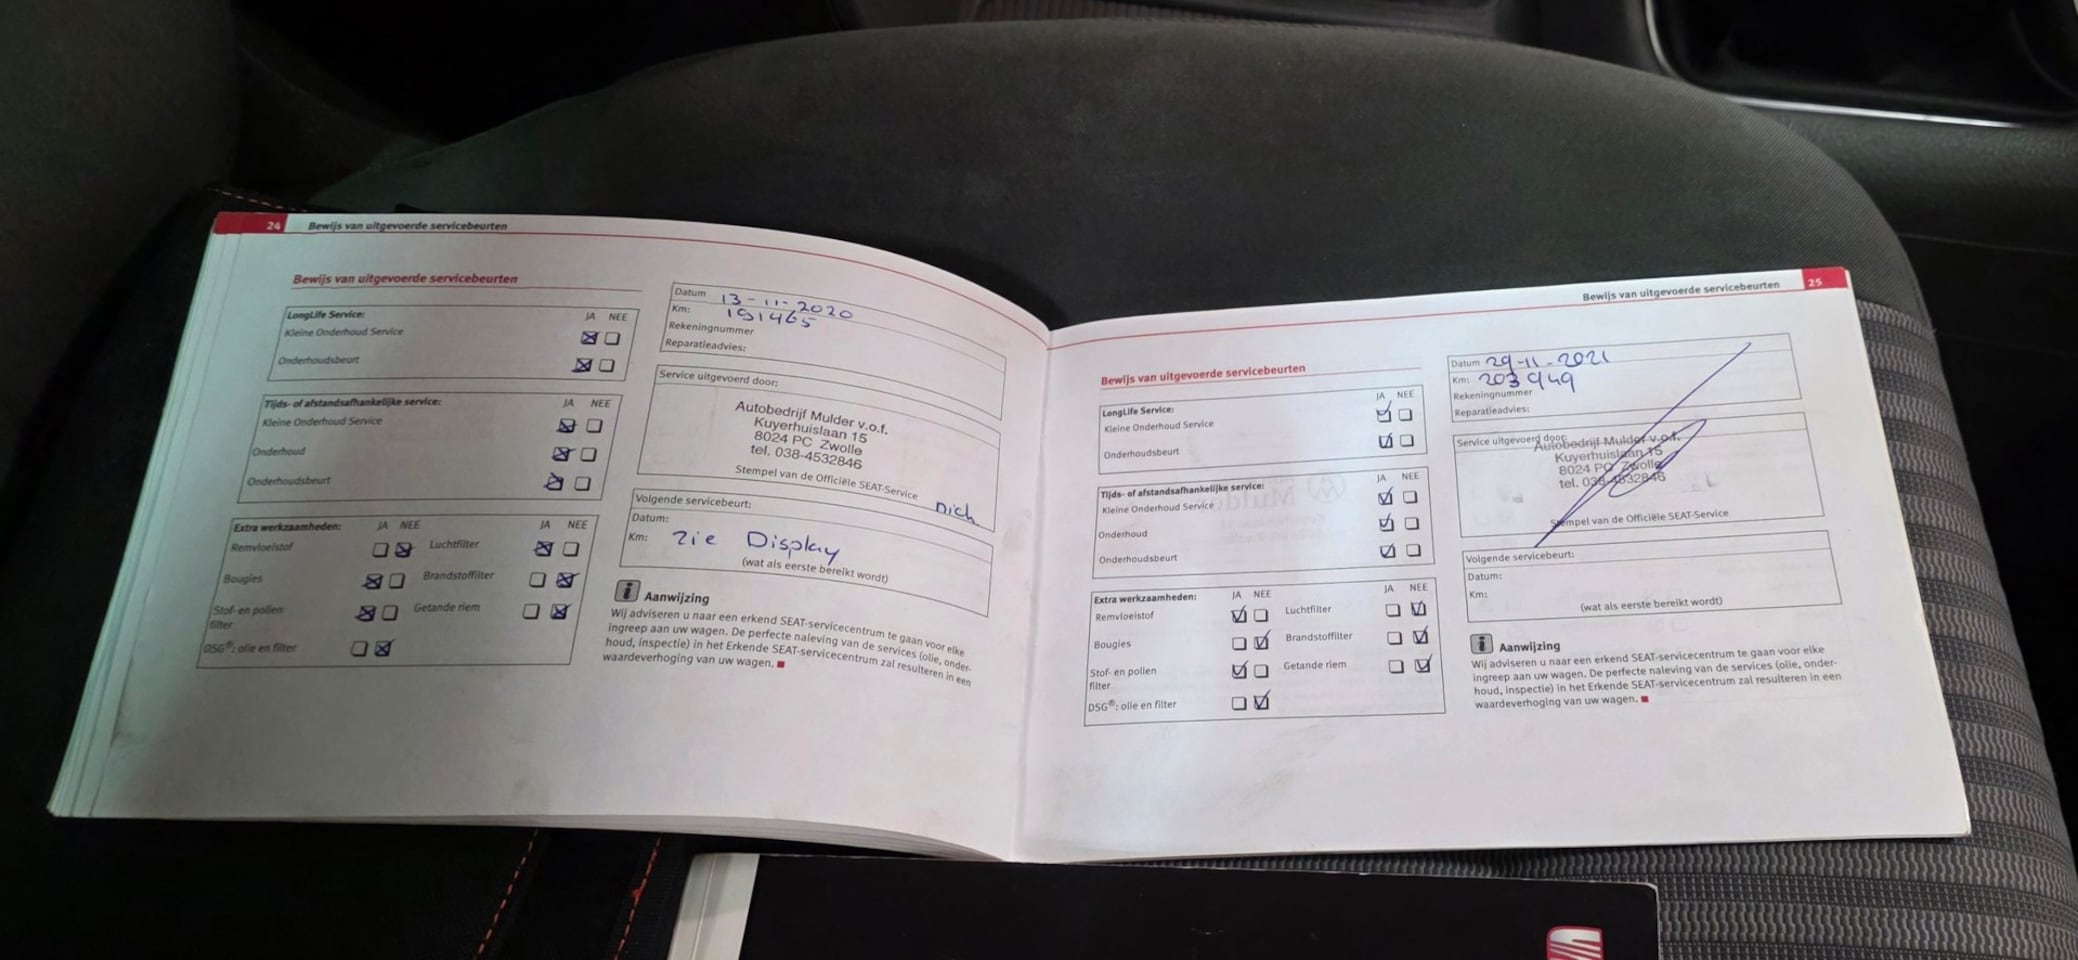 24 Bewijs van uitgevoerde servicebeurten
Bewijs van uitgevoerde servicebeurten
LongLife Service: JA NEE
Kleine Onderhoud Service
Onderhoudsbeurt
Tijds- of afstandsafhankelijke service: JA NEE
Kleine Onderhoud Service
Onderhoud
Onderhoudsbeurt
Extra werkzaamheden: JA NEE JA NEE
Remvloeistof Luchtfilter
Bougies Brandstoffilter
Stof- en pollen Getande riem
filter
DSG®: olie en filter
Datum 13-11-2020
Km: 191465
Rekeningnummer
Reparatieadvies:
Service uitgevoerd door:
Autobedrijf Mulder v.o.f.
Kuyerhuislaan 15
8024 PC Zwolle
tel. 038-4532846
Stempel van de Officiële SEAT-Service
Nich
Volgende servicebeurt:
Datum:
Km: zie Display
(wat als eerste bereikt wordt)
i Aanwijzing
Wij adviseren u naar een erkend SEAT-servicecentrum te gaan voor elke
ingreep aan uw wagen. De perfecte naleving van de services (olie, onder-
houd, inspectie) in het Erkende SEAT-servicecentrum zal resulteren in een
waardeverhoging van uw wagen.
Bewijs van uitgevoerde servicebeurten 25
Bewijs van uitgevoerde servicebeurten
LongLife Service: JA NEE
Kleine Onderhoud Service
Onderhoudsbeurt
Tijds- of afstandsafhankelijke service: JA NEE
Kleine Onderhoud Service
Onderhoud
Onderhoudsbeurt
Extra werkzaamheden: JA NEE JA NEE
Remvloeistof Luchtfilter
Bougies Brandstoffilter
Stof- en pollen Getande riem
filter
DSG®: olie en filter
Datum 29-11-2021
Km: 203949
Rekeningnummer
Reparatieadvies:
Service uitgevoerd door:
Autobedrijf Mulder v.o.f.
Kuyerhuislaan 15
8024 PC Zwolle
tel. 038-4532846
Stempel van de Officiële SEAT-Service
Volgende servicebeurt:
Datum:
Km:
(wat als eerste bereikt wordt)
i Aanwijzing
Wij adviseren u naar een erkend SEAT-servicecentrum te gaan voor elke
ingreep aan uw wagen. De perfecte naleving van de services (olie, onder-
houd, inspectie) in het Erkende SEAT-servicecentrum zal resulteren in een
waardeverhoging van uw wagen.